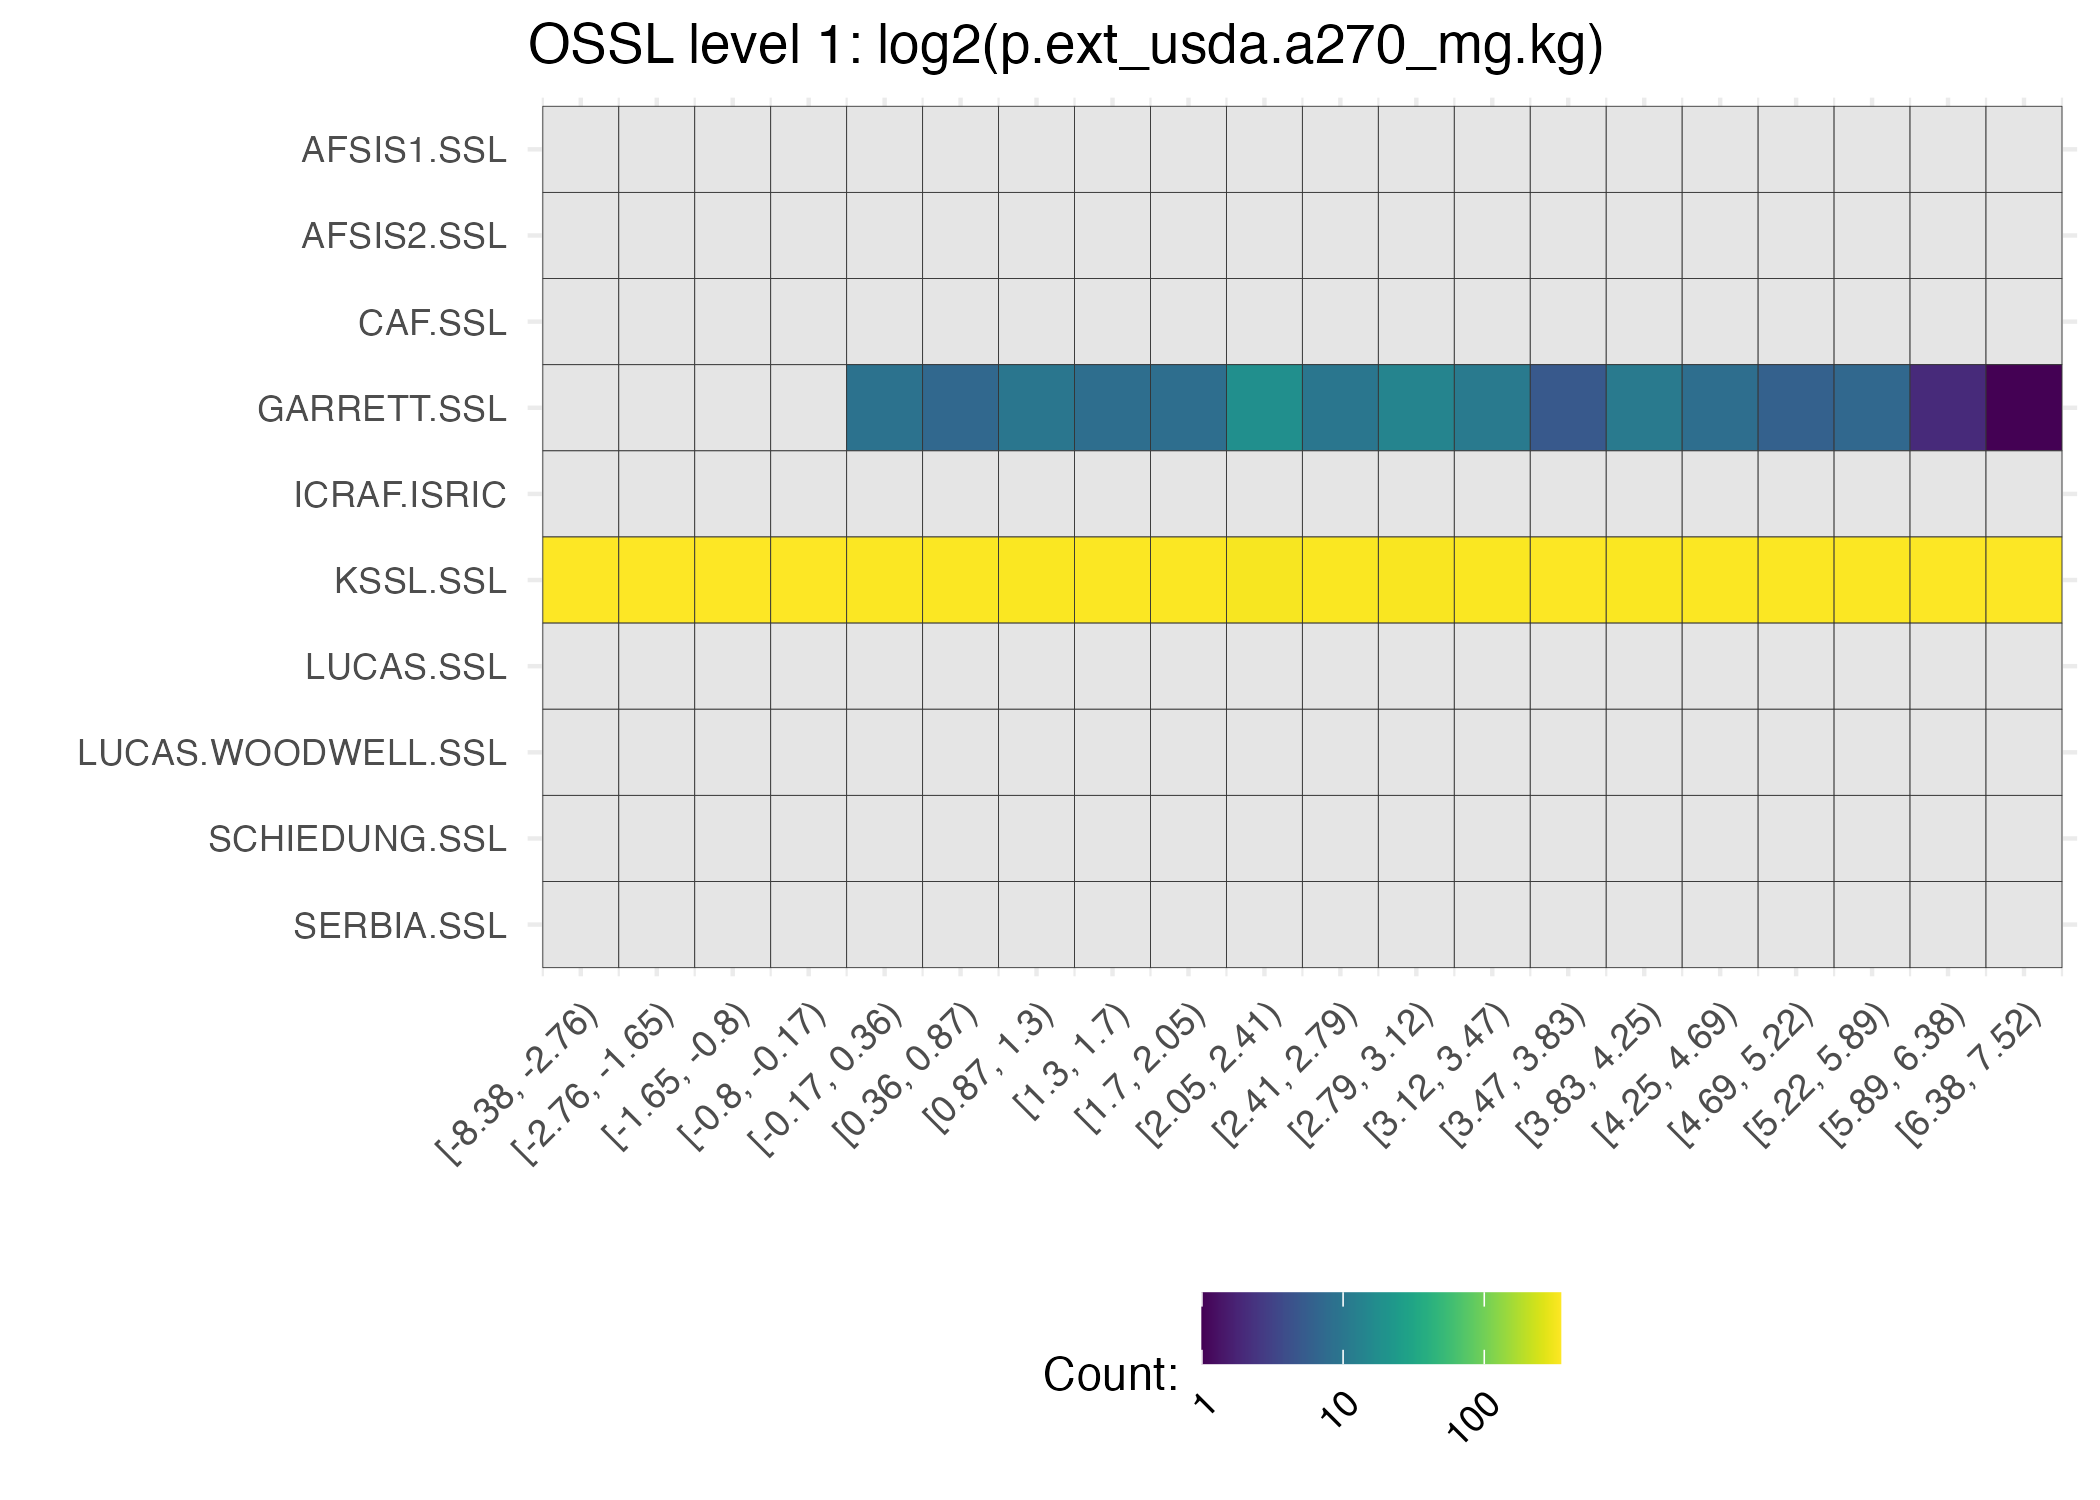 OSSL level 1: log2(p.ext_usda.a270_mg.kg)
AFSIS1.SSL
AFSIS2.SSL
CAF.SSL
GARRETT.SSL
ICRAF.ISRIC
KSSL.SSL
LUCAS.SSL
LUCAS.WOODWELL.SSL
SCHIEDUNG.SSL
SERBIA.SSL
[-8.38, -2.76)
[-2.76, -1.65)
[-1.65, -0.8)
[-0.8, -0.17)
[-0.17, 0.36)
[0.36, 0.87)
[0.87, 1.3)
[1.3, 1.7)
[1.7, 2.05)
[2.05, 2.41)
[2.41, 2.79)
[2.79, 3.12)
[3.12, 3.47)
[3.47, 3.83)
[3.83, 4.25)
[4.25, 4.69)
[4.69, 5.22)
[5.22, 5.89)
[5.89, 6.38)
[6.38, 7.52)
Count:
1
10
100